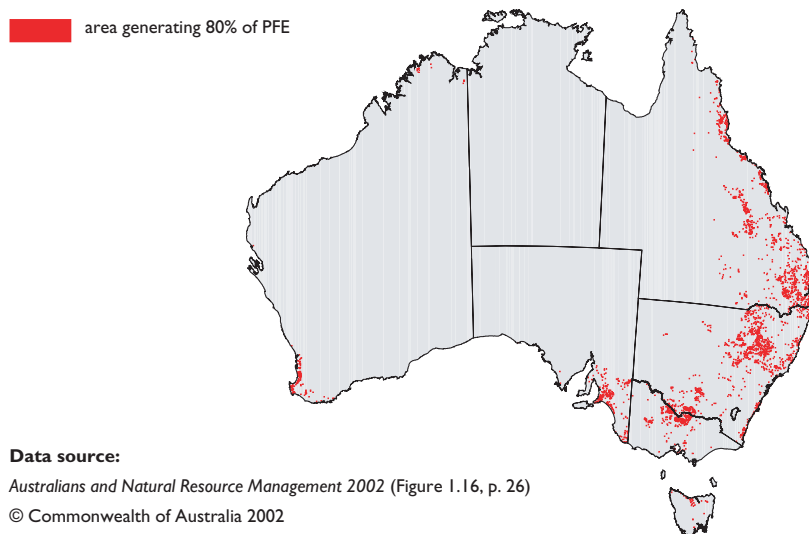 area generating 80% of PFE
Data source:
Australians and Natural Resource Management 2002 (Figure 1.16, p. 26)
© Commonwealth of Australia 2002